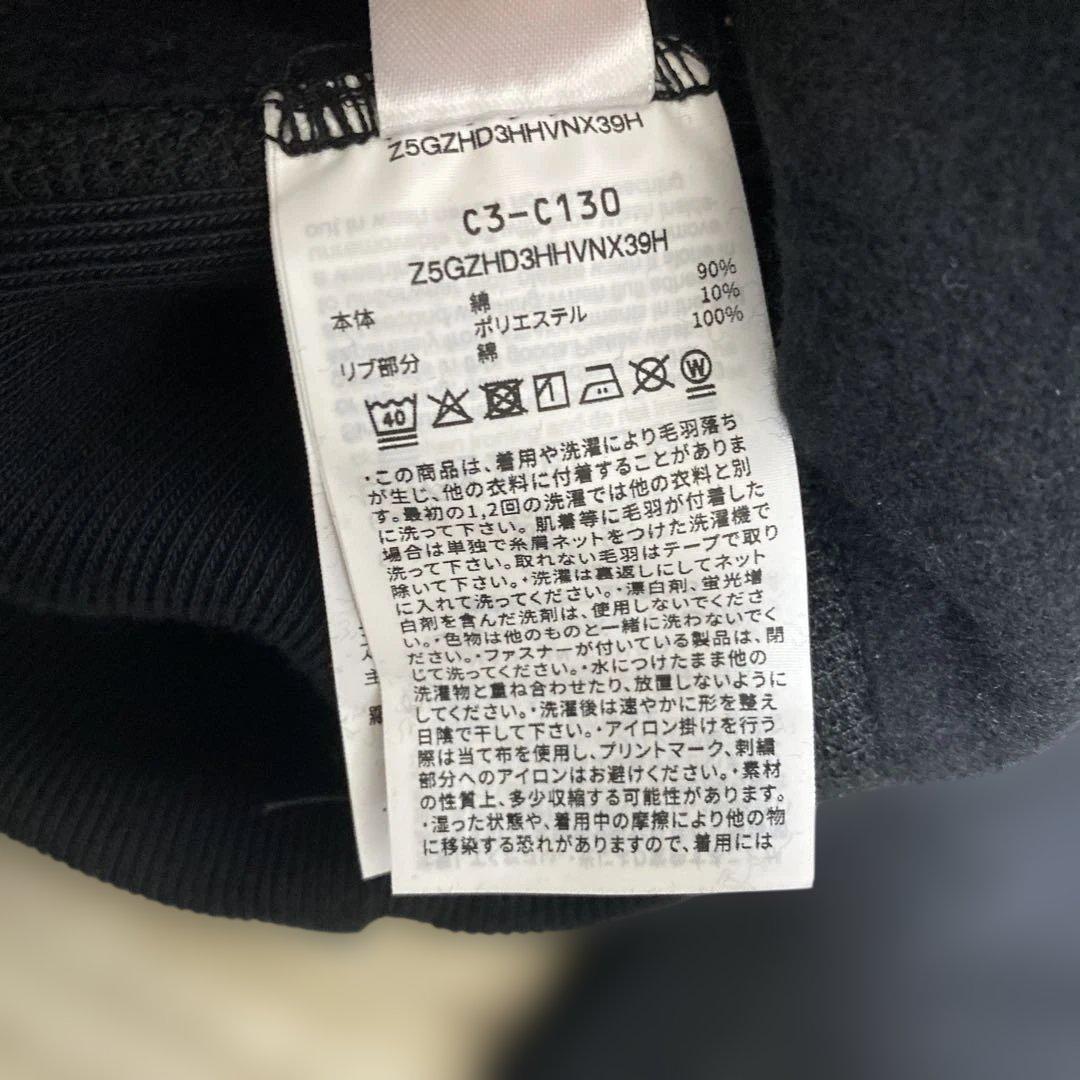 Z5GZHD3HHVNX39H
C3-C130
Z5GZHD3HHVNX39H
本体 綿 90%
ポリエステル 10%
リブ部分 綿 100%
40 W
・この商品は、着用や洗濯により毛羽落ち
が生じ、他の衣料に付着することがありま
す。最初の1,2回の洗濯では他の衣料と別
に洗って下さい。肌着等に毛羽が付着した
場合は単独で糸屑ネットをつけた洗濯機で
洗って下さい。取れない毛羽はテープで取り
除いて下さい。・洗濯は裏返しにしてネット
に入れて洗ってください。・漂白剤、蛍光増
白剤を含んだ洗剤は、使用しないでくださ
い。・色物は他のものと一緒に洗わないでく
ださい。・ファスナーが付いている製品は、閉
じて洗ってください。・水につけたまま他の
洗濯物と重ね合わせたり、放置しないように
してください。・洗濯後は速やかに形を整え
日陰で干して下さい。・アイロン掛けを行う
際は当て布を使用し、プリントマーク、刺繍
部分へのアイロンはお避けください。・素材
の性質上、多少収縮する可能性があります。
・湿った状態や、着用中の摩擦により他の物
に移染する恐れがありますので、着用には